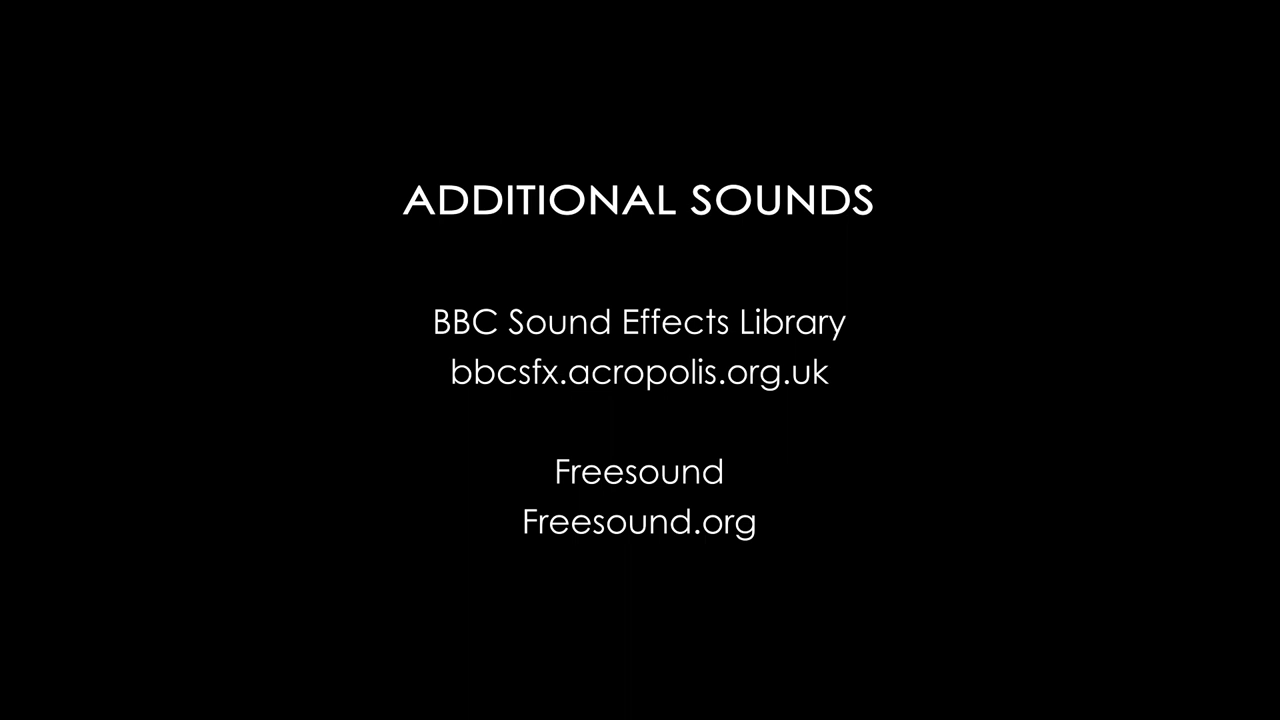 ADDITIONAL SOUNDS
BBC Sound Effects Library
bbcsfx.acropolis.org.uk
Freesound
Freesound.org